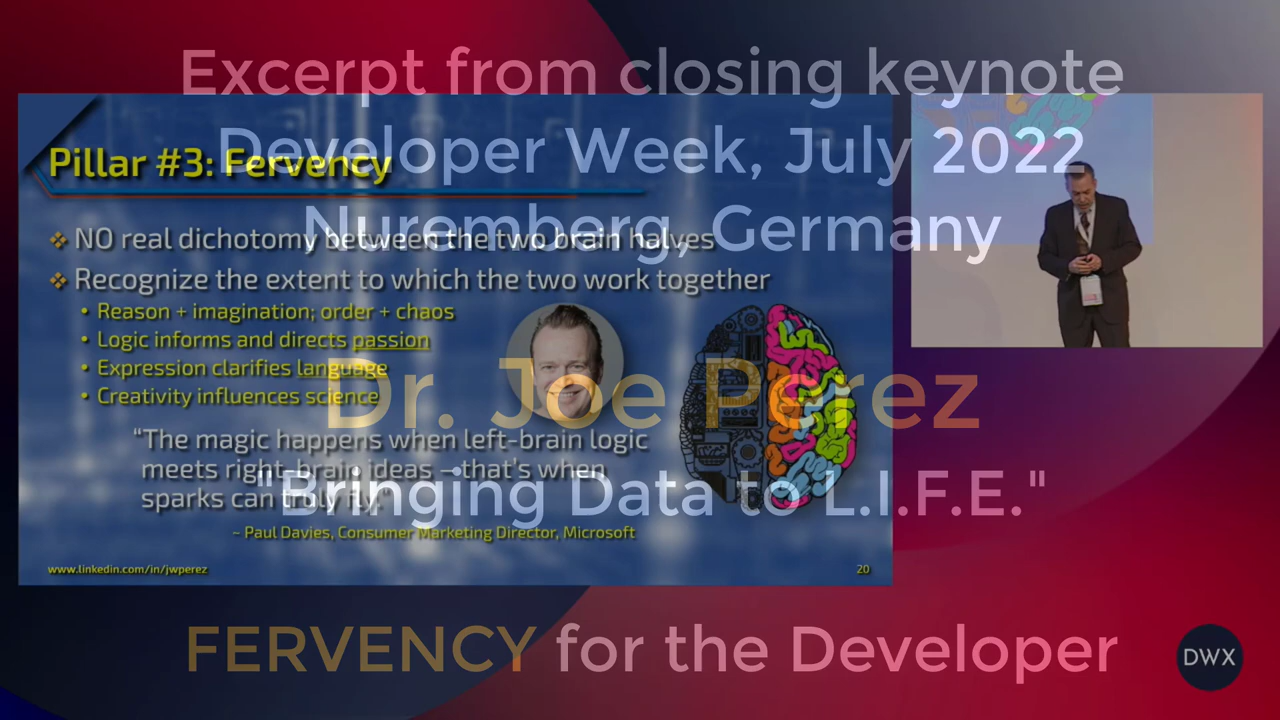 Excerpt from closing keynote
Developer Week, July 2022
Nuremberg, Germany
Dr. Joe Perez
"Bringing Data to L.I.F.E."
FERVENCY for the Developer
Pillar #3: Fervency
NO real dichotomy between the two brain halves
Recognize the extent to which the two work together
• Reason + imagination; order + chaos
• Logic informs and directs passion
• Expression clarifies language
• Creativity influences science
“The magic happens when left-brain logic
meets right-brain ideas – that’s when
sparks can truly fly.”
~ Paul Davies, Consumer Marketing Director, Microsoft
www.linkedin.com/in/jwperez
20
DWX